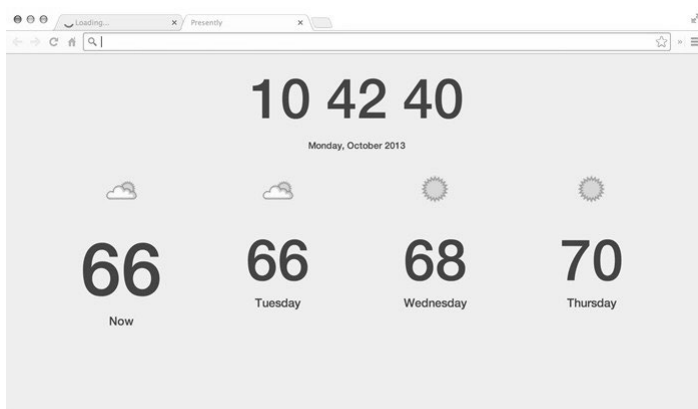 Loading...
Presently
10 42 40
Monday, October 2013
66 66 68 70
Tuesday Wednesday Thursday
Now